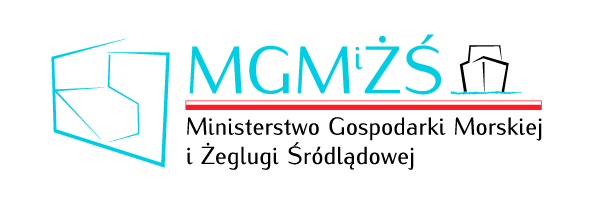 MGMiŻŚ
Ministerstwo Gospodarki Morskiej
i Żeglugi Śródlądowej